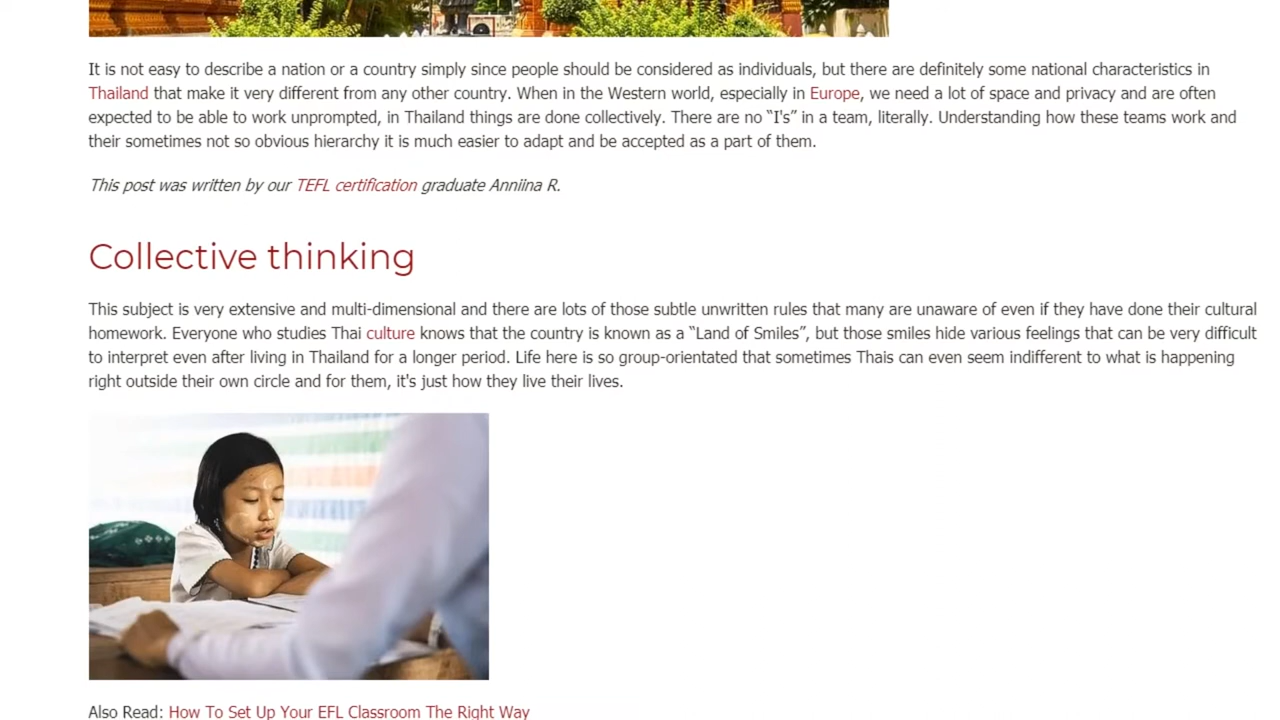 It is not easy to describe a nation or a country simply since people should be considered as individuals, but there are definitely some national characteristics in
Thailand that make it very different from any other country. When in the Western world, especially in Europe, we need a lot of space and privacy and are often
expected to be able to work unprompted, in Thailand things are done collectively. There are no “I's” in a team, literally. Understanding how these teams work and
their sometimes not so obvious hierarchy it is much easier to adapt and be accepted as a part of them.
This post was written by our TEFL certification graduate Anniina R.
Collective thinking
This subject is very extensive and multi-dimensional and there are lots of those subtle unwritten rules that many are unaware of even if they have done their cultural
homework. Everyone who studies Thai culture knows that the country is known as a “Land of Smiles”, but those smiles hide various feelings that can be very difficult
to interpret even after living in Thailand for a longer period. Life here is so group-orientated that sometimes Thais can even seem indifferent to what is happening
right outside their own circle and for them, it's just how they live their lives.
Also Read: How To Set Up Your EFL Classroom The Right Way